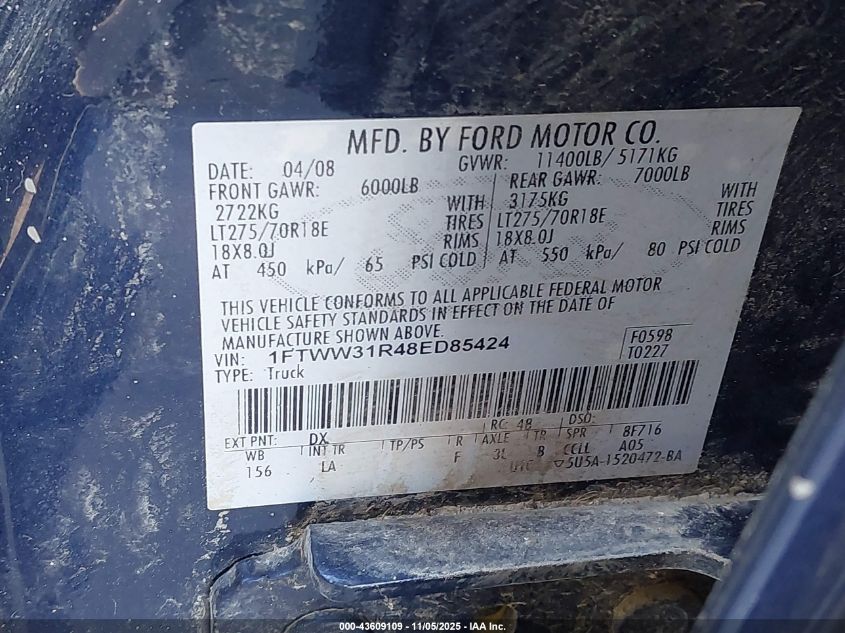 MFD. BY FORD MOTOR CO.
DATE: 04/08 GVWR: 11400LB/ 5171KG
FRONT GAWR: 6000LB REAR GAWR: 7000LB
2722KG WITH 3175KG WITH
LT275/70R18E TIRES LT275/70R18E TIRES
18X8.0J RIMS 18X8.0J RIMS
AT 450 kPa/ 65 PSI COLD AT 550 kPa/ 80 PSI COLD
THIS VEHICLE CONFORMS TO ALL APPLICABLE FEDERAL MOTOR
VEHICLE SAFETY STANDARDS IN EFFECT ON THE DATE OF
MANUFACTURE SHOWN ABOVE.
VIN: 1FTWW31R48ED85424 F0598
TYPE: Truck T0227
EXT PNT: DX RC: 48 DSO:
WB INT TR TP/PS R AXLE TR SPR 8F716
156 LA F 3L B CELL A05
UTC ▽5U5A-1520472-BA
000-43609109 - 11/05/2025 - IAA Inc.